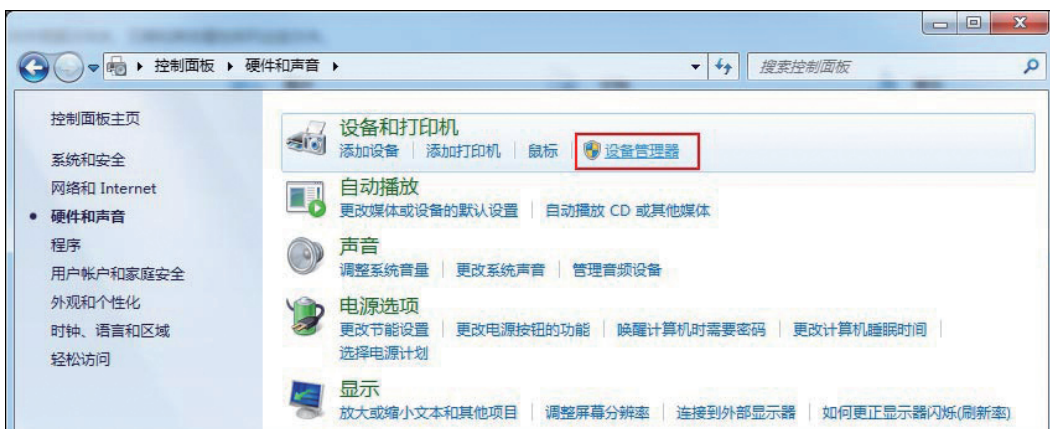 控制面板 ▸ 硬件和声音 ▸
搜索控制面板
控制面板主页
系统和安全
网络和 Internet
硬件和声音
程序
用户帐户和家庭安全
外观和个性化
时钟、语言和区域
轻松访问
设备和打印机
添加设备 | 添加打印机 | 鼠标 | 设备管理器
自动播放
更改媒体或设备的默认设置 | 自动播放 CD 或其他媒体
声音
调整系统音量 | 更改系统声音 | 管理音频设备
电源选项
更改节能设置 | 更改电源按钮的功能 | 唤醒计算机时需要密码 | 更改计算机睡眠时间 |
选择电源计划
显示
放大或缩小文本和其他项目 | 调整屏幕分辨率 | 连接到外部显示器 | 如何更正显示器闪烁(刷新率)